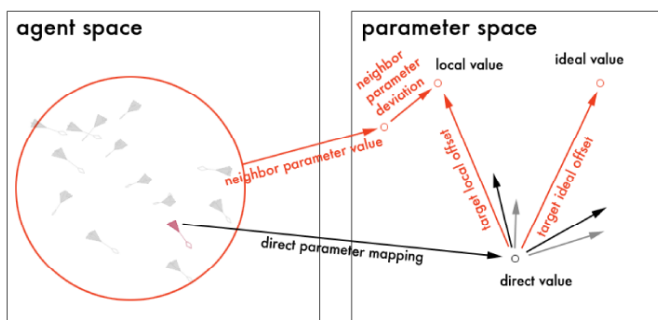 agent space
parameter space
local value
ideal value
neighbor
parameter
deviation
neighbor parameter value
target local offset
target ideal offset
direct parameter mapping
direct value